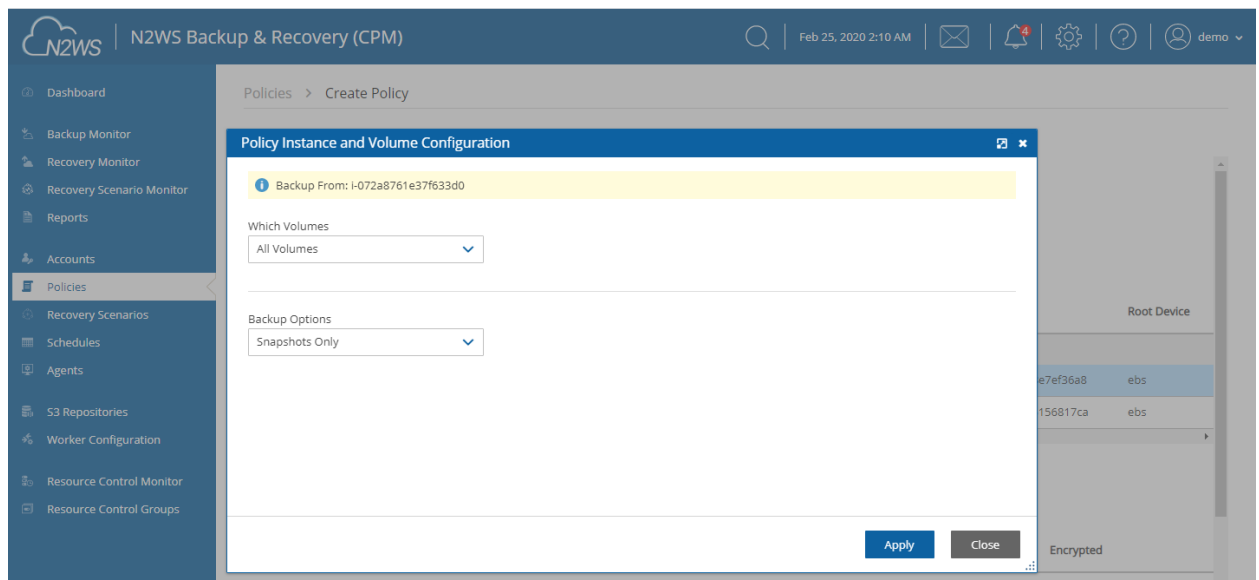 N2WS
N2WS Backup & Recovery (CPM)
Feb 25, 2020 2:10 AM
4
demo
Dashboard
Backup Monitor
Recovery Monitor
Recovery Scenario Monitor
Reports
Accounts
Policies
Recovery Scenarios
Schedules
Agents
S3 Repositories
Worker Configuration
Resource Control Monitor
Resource Control Groups
Policies > Create Policy
Policy Instance and Volume Configuration
Backup From: i-072a8761e37f633d0
Which Volumes
All Volumes
Backup Options
Snapshots Only
Apply
Close
Root Device
e7ef36a8 ebs
156817ca ebs
Encrypted